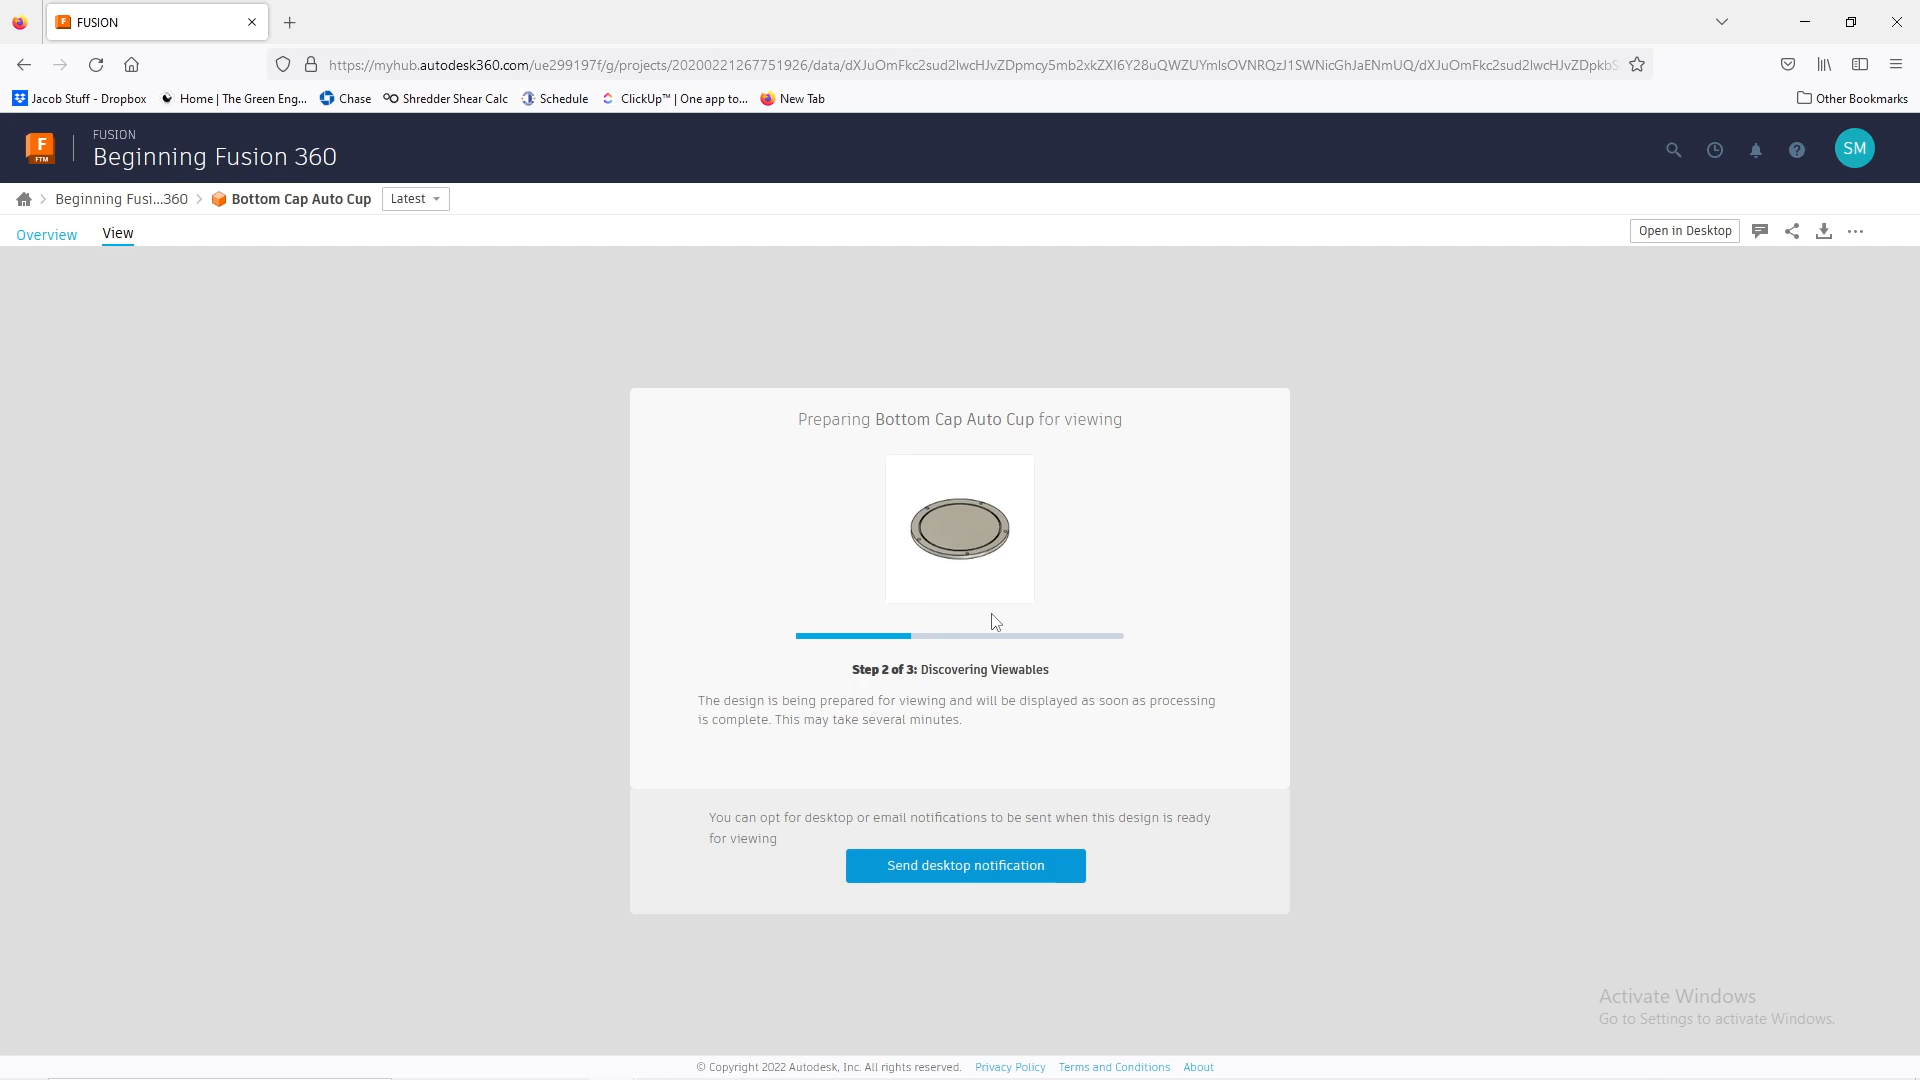 FUSION
https://myhub.autodesk360.com/ue299197f/g/projects/20200221267751926/data/dXJuOmFkc2sud2lwcHJvZDpmcy5mb2xkZXI6Y28uQWZUYmlsOVNRQzJ1SWNicGhJaENmUQ/dXJuOmFkc2sud2lwcHJvZDpkbS
Jacob Stuff - Dropbox Home | The Green Eng... Chase Shredder Shear Calc Schedule ClickUp™ | One app to... New Tab Other Bookmarks
F
FTM
FUSION
Beginning Fusion 360
SM
Beginning Fusi...360 Bottom Cap Auto Cup Latest
Overview View Open in Desktop
Preparing Bottom Cap Auto Cup for viewing
Step 2 of 3: Discovering Viewables
The design is being prepared for viewing and will be displayed as soon as processing
is complete. This may take several minutes.
You can opt for desktop or email notifications to be sent when this design is ready
for viewing
Send desktop notification
Activate Windows
Go to Settings to activate Windows.
© Copyright 2022 Autodesk, Inc. All rights reserved. Privacy Policy Terms and Conditions About